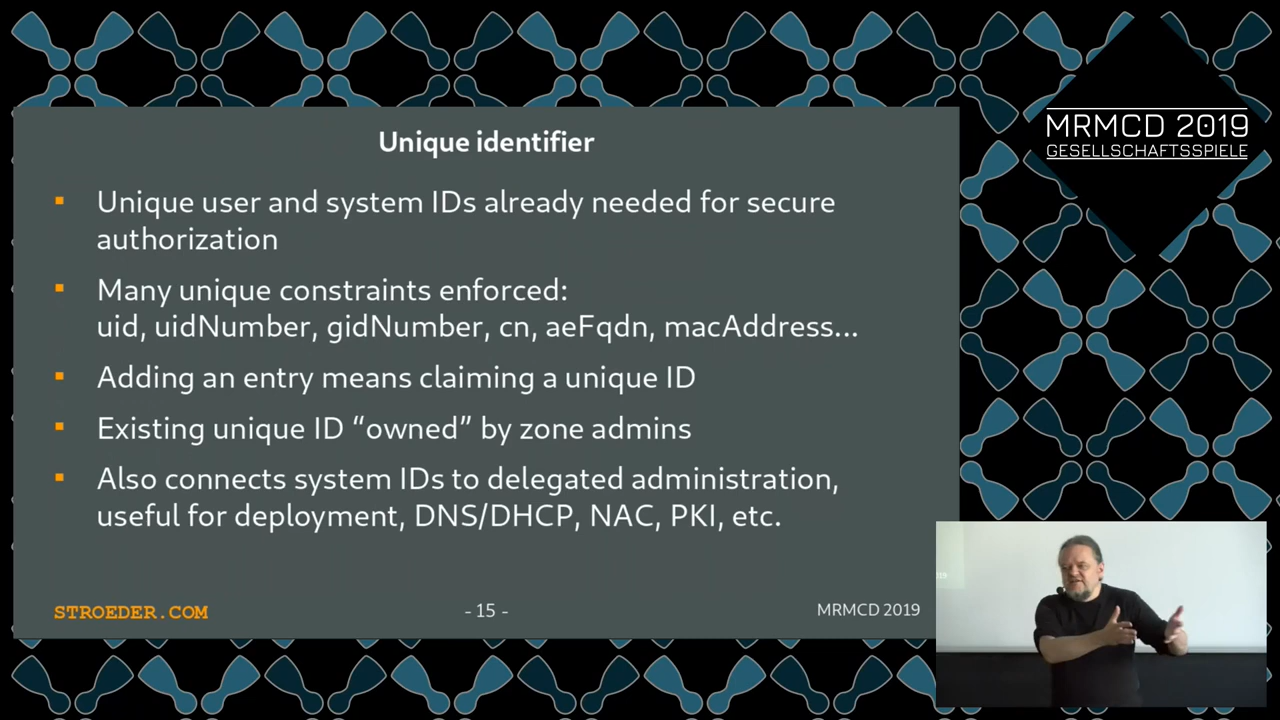 MRMCD 2019
GESELLSCHAFTSSPIELE
Unique identifier
Unique user and system IDs already needed for secure
authorization
Many unique constraints enforced:
uid, uidNumber, gidNumber, cn, aeFqdn, macAddress...
Adding an entry means claiming a unique ID
Existing unique ID “owned” by zone admins
Also connects system IDs to delegated administration,
useful for deployment, DNS/DHCP, NAC, PKI, etc.
STROEDER.COM
- 15 -
MRMCD 2019